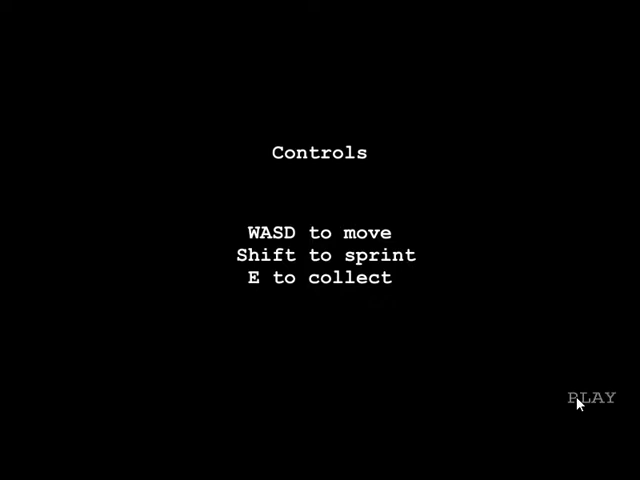 Controls
WASD to move
Shift to sprint
E to collect
PLAY